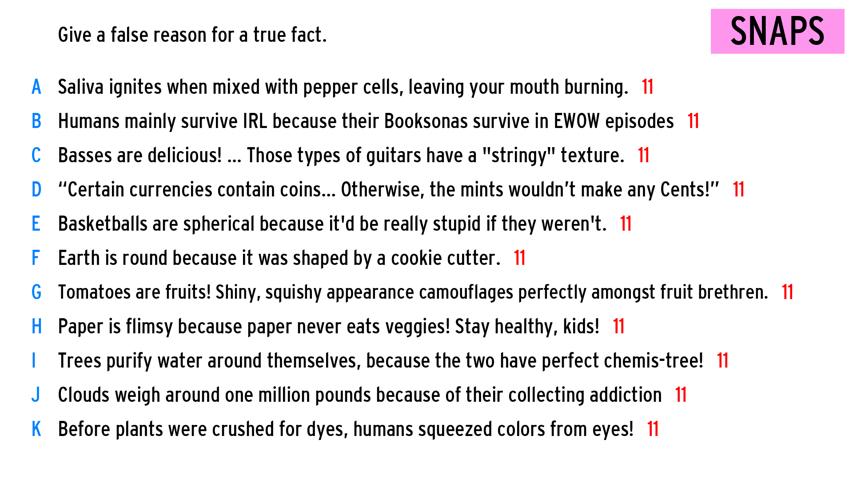 Give a false reason for a true fact.
SNAPS
A Saliva ignites when mixed with pepper cells, leaving your mouth burning. 11
B Humans mainly survive IRL because their Booksonas survive in EWOW episodes 11
C Basses are delicious! ... Those types of guitars have a "stringy" texture. 11
D “Certain currencies contain coins... Otherwise, the mints wouldn’t make any Cents!” 11
E Basketballs are spherical because it'd be really stupid if they weren't. 11
F Earth is round because it was shaped by a cookie cutter. 11
G Tomatoes are fruits! Shiny, squishy appearance camouflages perfectly amongst fruit brethren. 11
H Paper is flimsy because paper never eats veggies! Stay healthy, kids! 11
I Trees purify water around themselves, because the two have perfect chemis-tree! 11
J Clouds weigh around one million pounds because of their collecting addiction 11
K Before plants were crushed for dyes, humans squeezed colors from eyes! 11